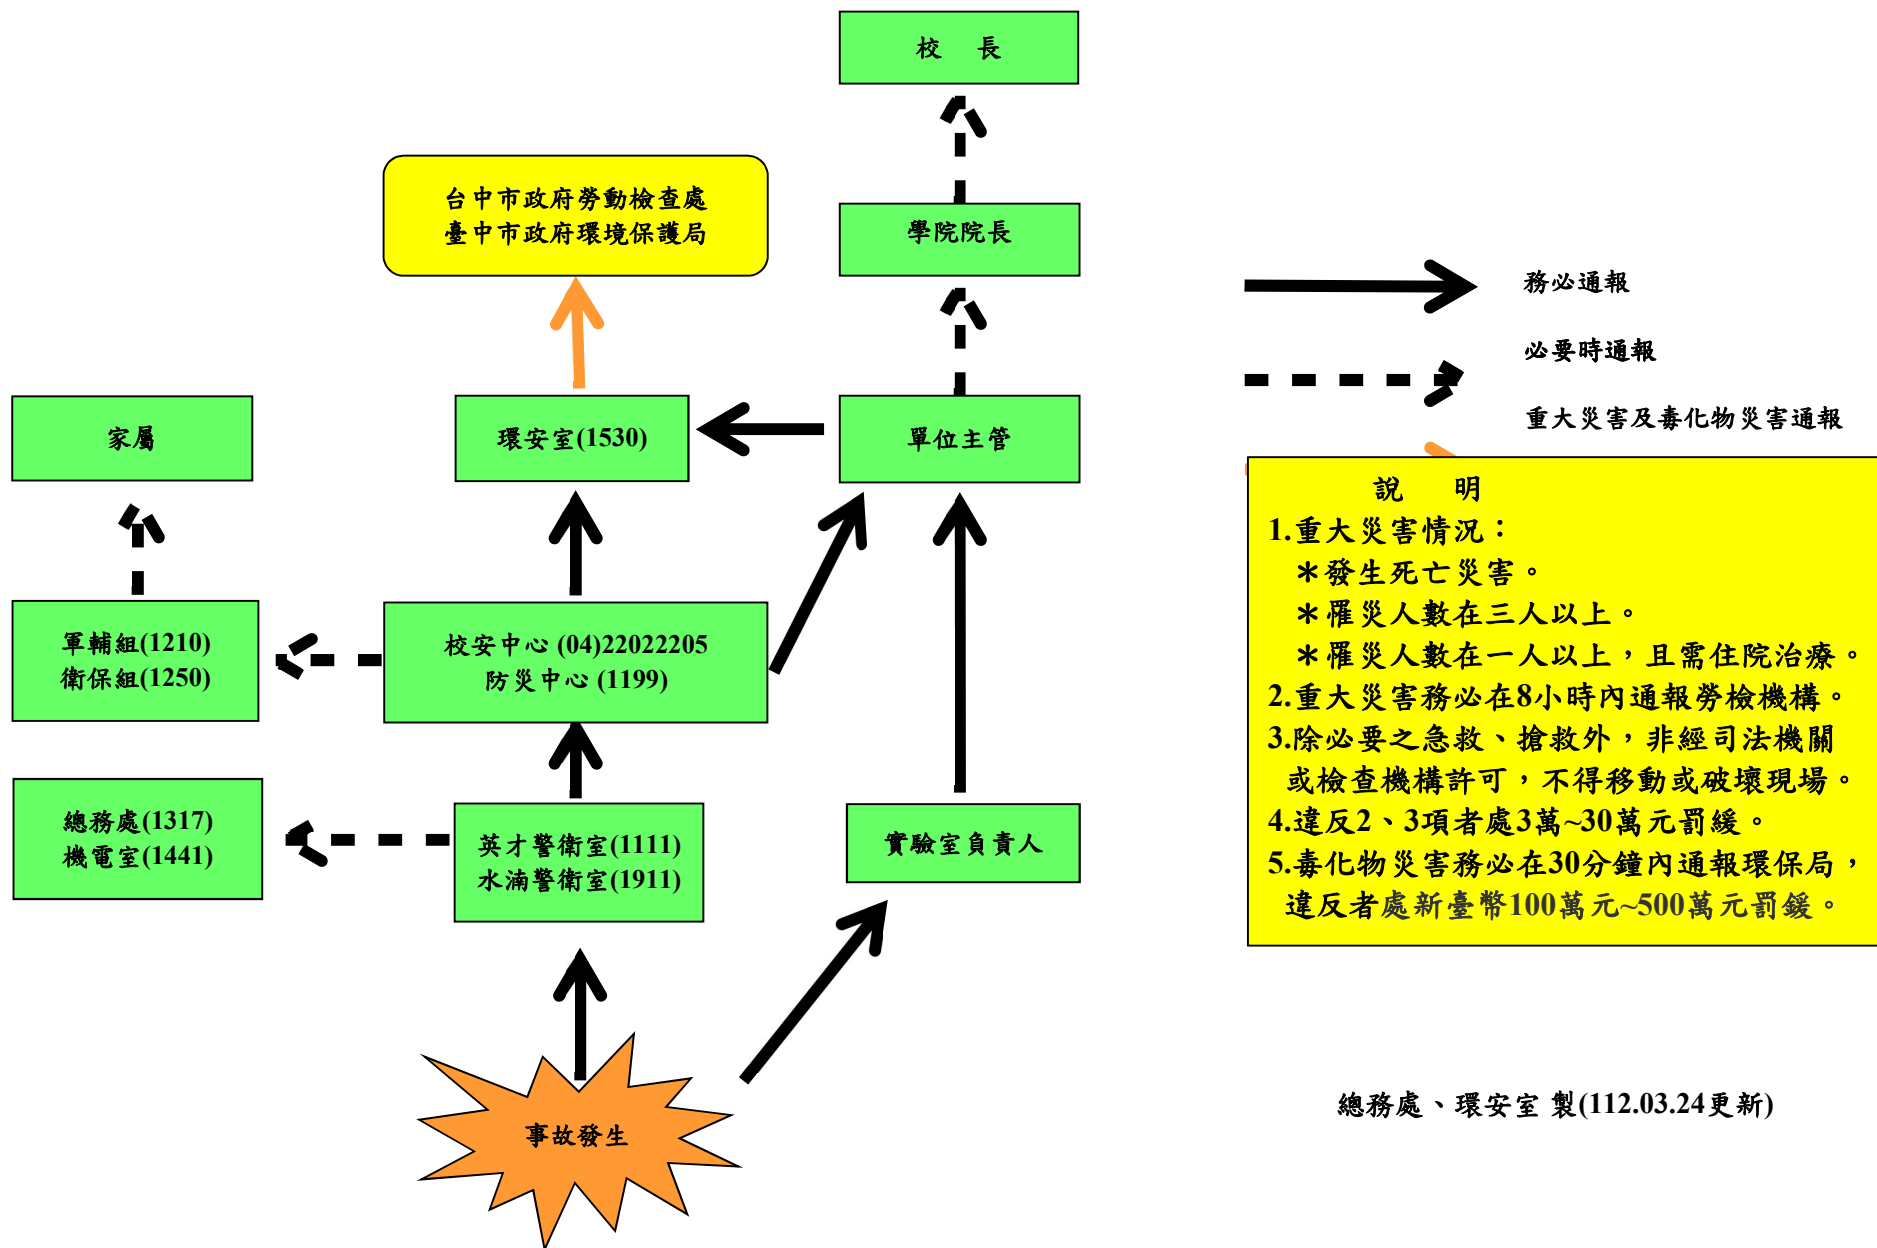 校 長
台中市政府勞動檢查處
臺中市政府環境保護局
學院院長
務必通報
必要時通報
重大災害及毒化物災害通報
家屬
環安室(1530)
單位主管
軍輔組(1210)
衛保組(1250)
校安中心 (04)22022205
防災中心 (1199)
總務處(1317)
機電室(1441)
英才警衛室(1111)
水湳警衛室(1911)
實驗室負責人
事故發生
說 明
1.重大災害情況：
＊發生死亡災害。
＊罹災人數在三人以上。
＊罹災人數在一人以上，且需住院治療。
2.重大災害務必在8小時內通報勞檢機構。
3.除必要之急救、搶救外，非經司法機關
或檢查機構許可，不得移動或破壞現場。
4.違反2、3項者處3萬~30萬元罰緩。
5.毒化物災害務必在30分鐘內通報環保局，
違反者處新臺幣100萬元~500萬元罰鍰。
總務處、環安室 製(112.03.24更新)